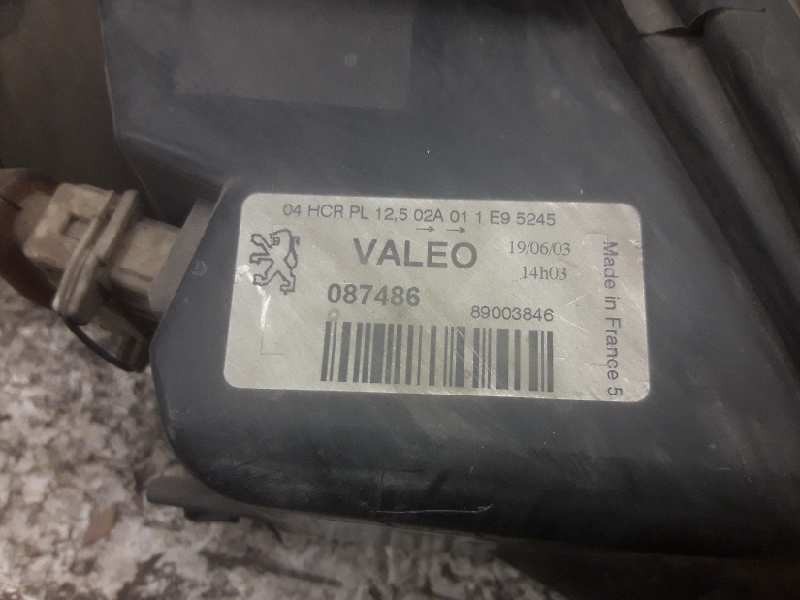 04 HCR PL 12,5 02A 01 1 E9 5245
→ →
VALEO
19/06/03
14h03
087486
89003846
Made in France 5